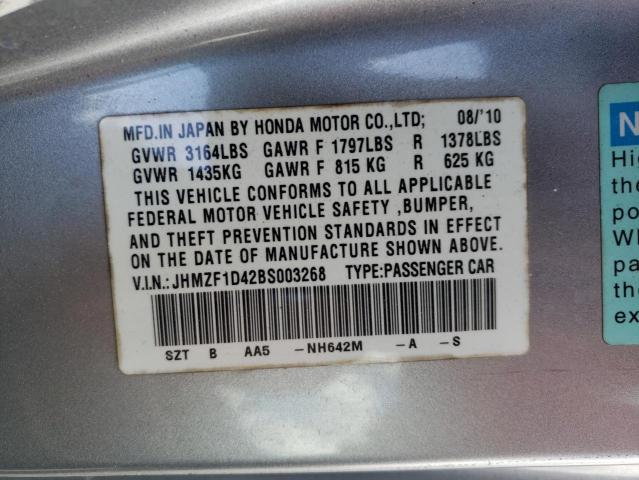 MFD.IN JAPAN BY HONDA MOTOR CO.,LTD; 08/'10
GVWR 3164LBS GAWR F 1797LBS R 1378LBS
GVWR 1435KG GAWR F 815 KG R 625 KG
THIS VEHICLE CONFORMS TO ALL APPLICABLE
FEDERAL MOTOR VEHICLE SAFETY ,BUMPER,
AND THEFT PREVENTION STANDARDS IN EFFECT
ON THE DATE OF MANUFACTURE SHOWN ABOVE.
V.I.N.: JHMZF1D42BS003268 TYPE:PASSENGER CAR
SZT B AA5 -NH642M -A -S
N
Hig
the
po
Wh
pa
the
ex